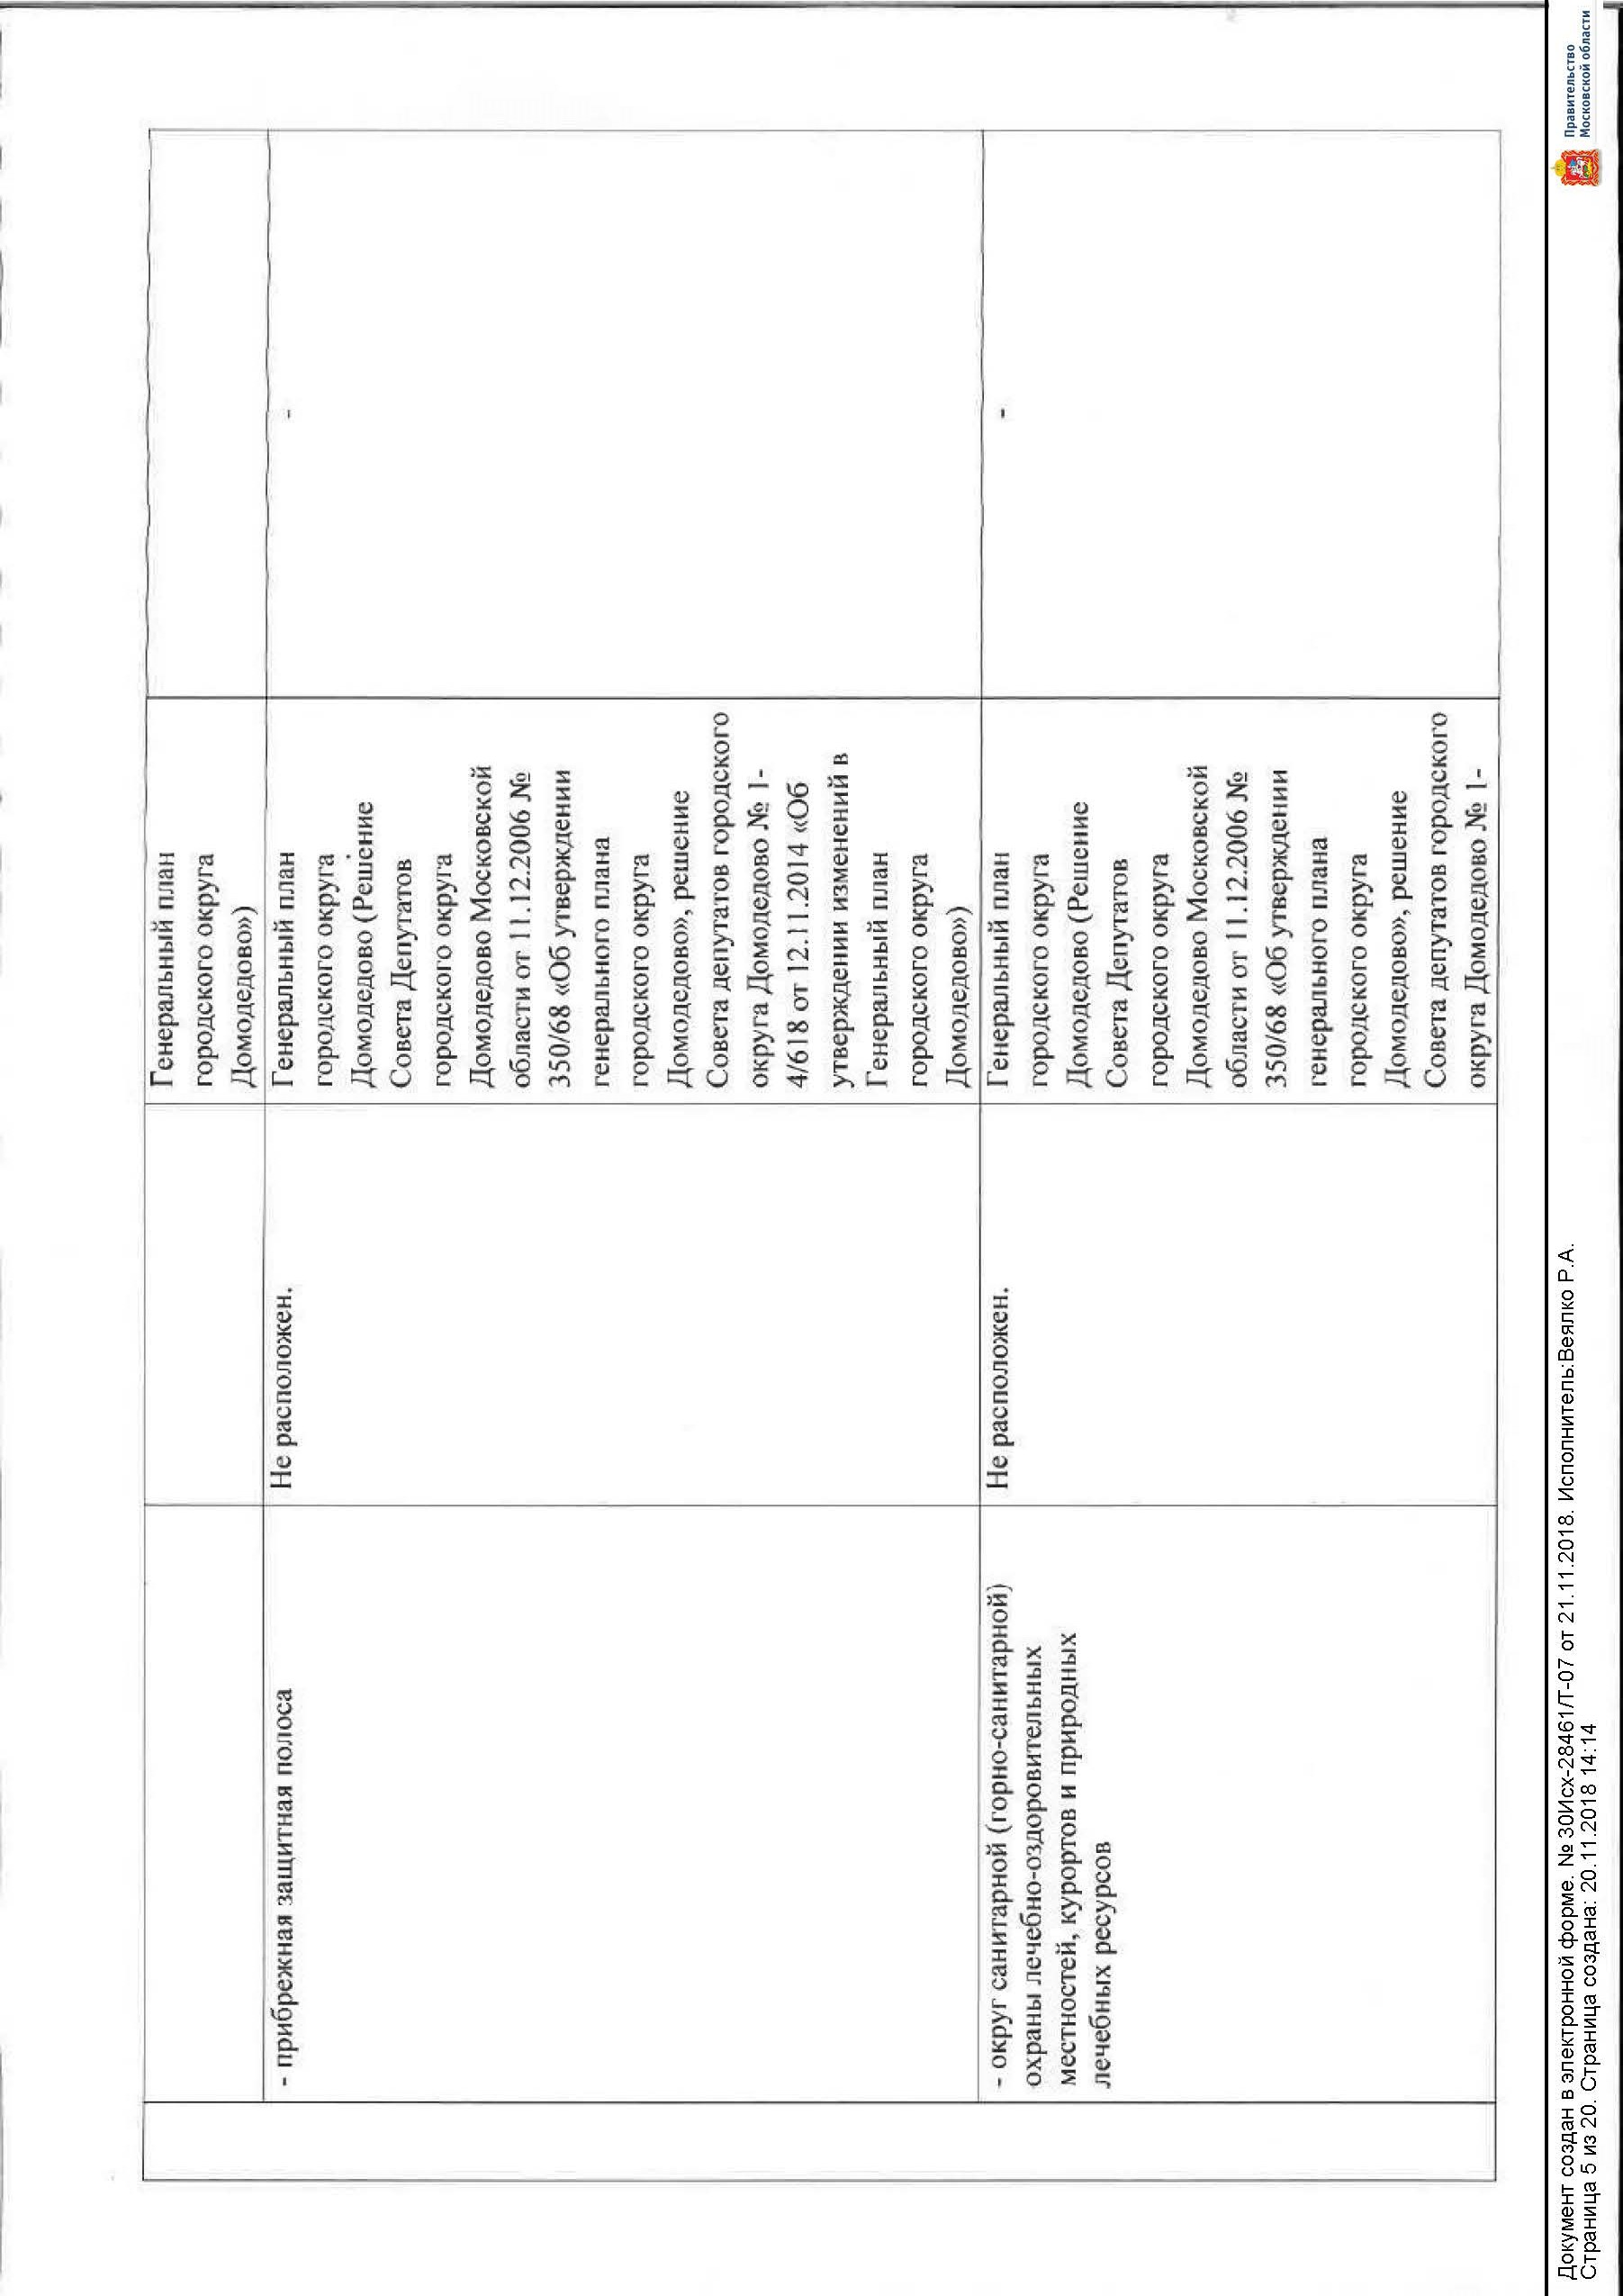 Генеральный план
городского округа
Домодедово»)
- прибрежная защитная полоса
Не расположен.
Генеральный план
городского округа
Домодедово (Решение
Совета Депутатов
городского округа
Домодедово Московской
области от 11.12.2006 №
350/68 «Об утверждении
генерального плана
городского округа
Домодедово», решение
Совета депутатов городского
округа Домодедово № 1-
4/618 от 12.11.2014 «Об
утверждении изменений в
Генеральный план
городского округа
Домодедово»)
-
- округ санитарной (горно-санитарной)
охраны лечебно-оздоровительных
местностей, курортов и природных
лечебных ресурсов
Не расположен.
Генеральный план
городского округа
Домодедово (Решение
Совета Депутатов
городского округа
Домодедово Московской
области от 11.12.2006 №
350/68 «Об утверждении
генерального плана
городского округа
Домодедово», решение
Совета депутатов городского
округа Домодедово № 1-
-
Документ создан в электронной форме. № 30Исх-28461/Т-07 от 21.11.2018. Исполнитель:Веялко Р.А.
Страница 5 из 20. Страница создана: 20.11.2018 14:14
Правительство
Московской области